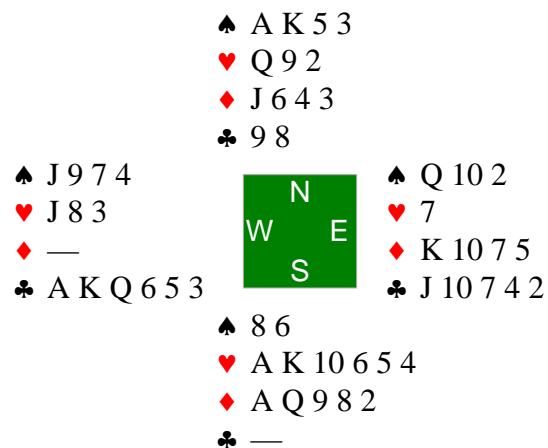 ♠ A K 5 3
♥ Q 9 2
♦ J 6 4 3
♣ 9 8
♠ J 9 7 4
♥ J 8 3
♦ —
♣ A K Q 6 5 3
N
W E
S
♠ Q 10 2
♥ 7
♦ K 10 7 5
♣ J 10 7 4 2
♠ 8 6
♥ A K 10 6 5 4
♦ A Q 9 8 2
♣ —